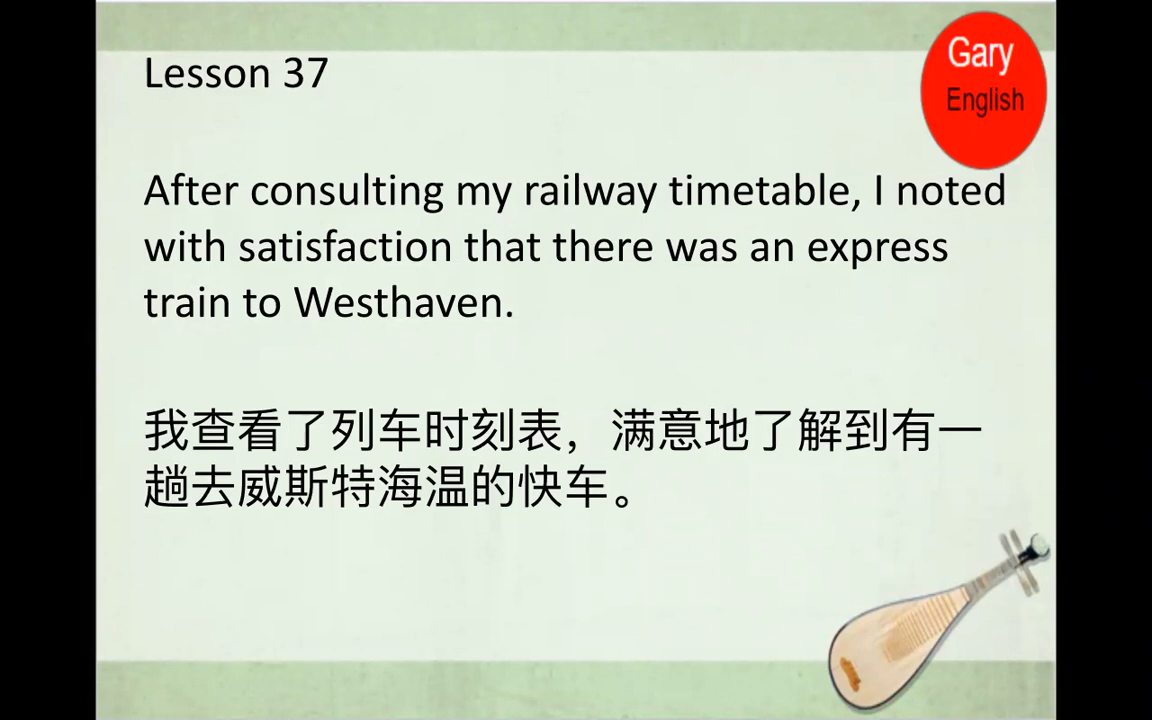 Lesson 37
Gary
English
After consulting my railway timetable, I noted
with satisfaction that there was an express
train to Westhaven.
我查看了列车时刻表，满意地了解到有一
趟去威斯特海温的快车。